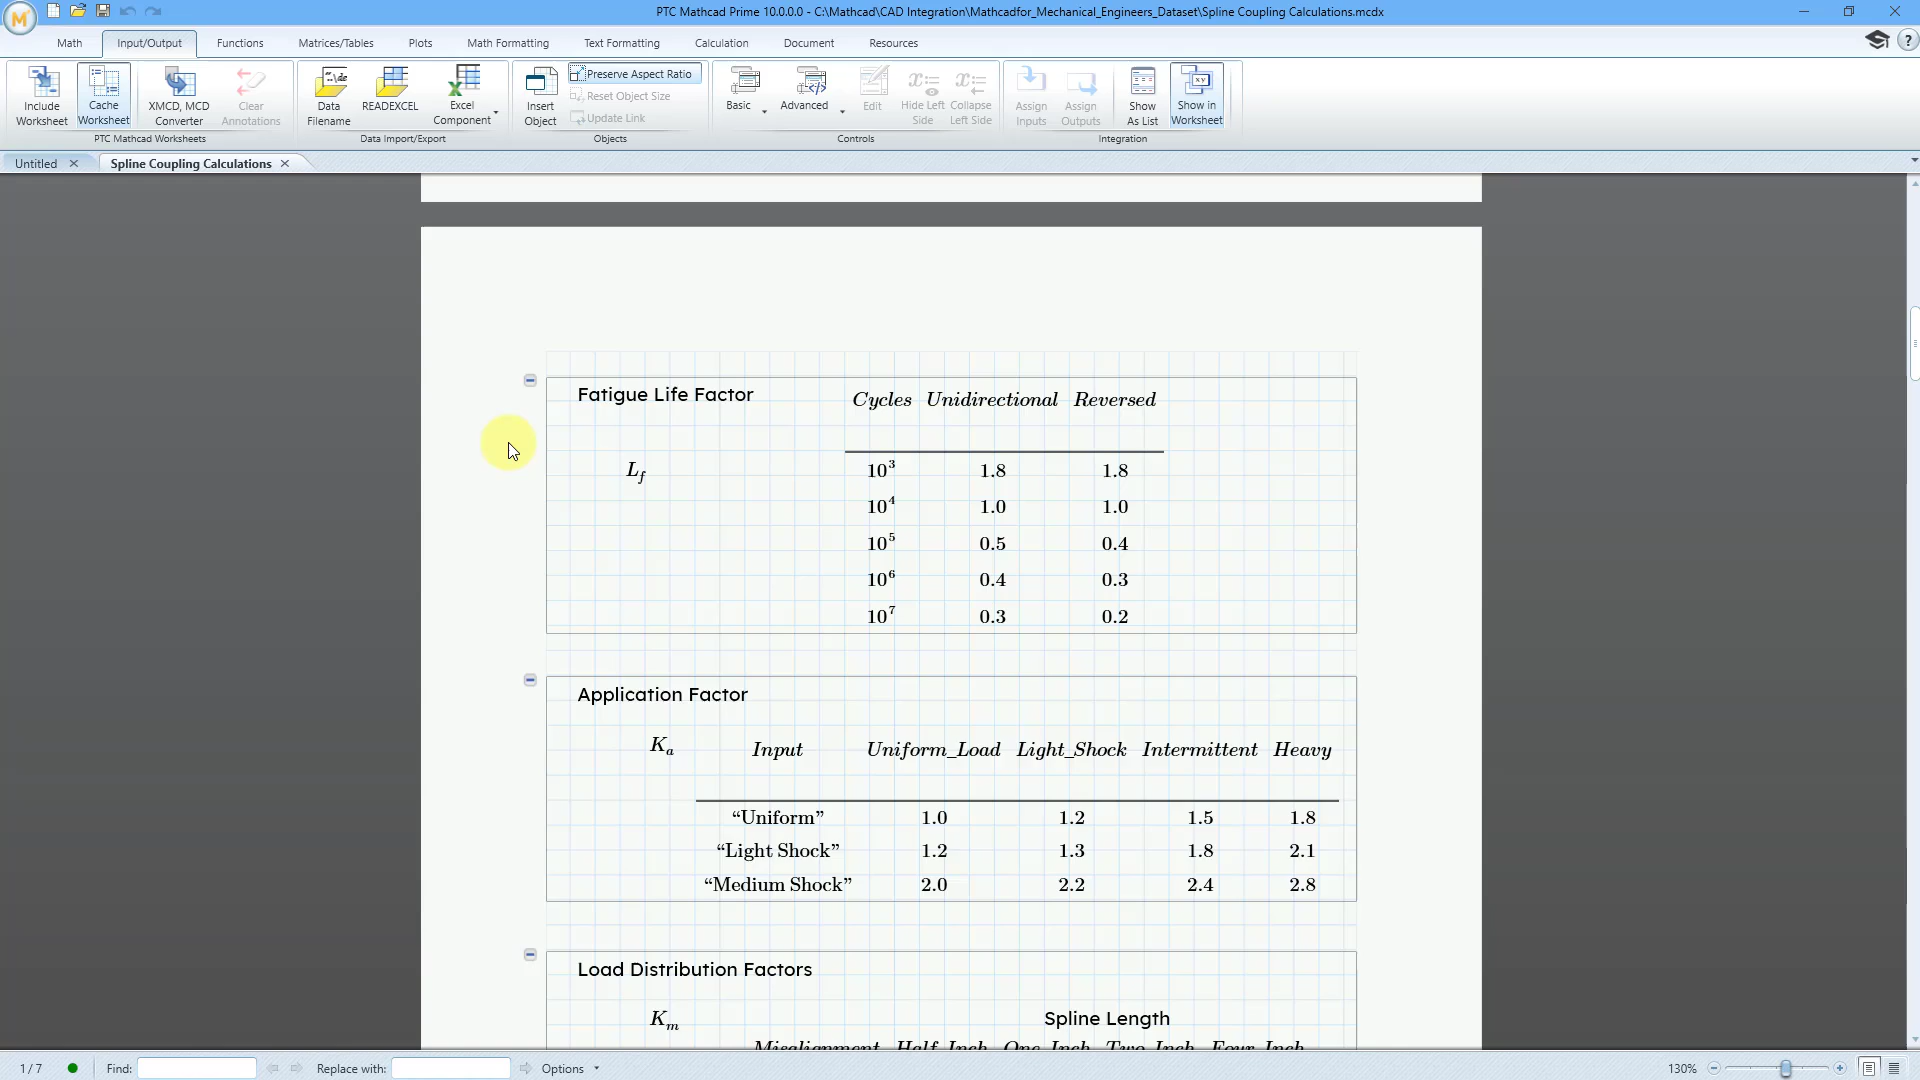 PTC Mathcad Prime 10.0.0.0 - C:\Mathcad\CAD Integration\Mathcadfor_Mechanical_Engineers_Dataset\Spline Coupling Calculations.mcdx
Math Input/Output Functions Matrices/Tables Plots Math Formatting Text Formatting Calculation Document Resources
Include Worksheet
Cache Worksheet
XMCD, MCD Converter
Clear Annotations
PTC Mathcad Worksheets
Data Filename
READEXCEL
Excel Component
Data Import/Export
Insert Object
Preserve Aspect Ratio
Reset Object Size
Update Link
Objects
Basic
Advanced
Edit
Hide Left Side
Collapse Left Side
Controls
Assign Inputs
Assign Outputs
Show As List
Show in Worksheet
Integration
Untitled
Spline Coupling Calculations
Fatigue Life Factor
Cycles Unidirectional Reversed
L_f
10³ 1.8 1.8
10⁴ 1.0 1.0
10⁵ 0.5 0.4
10⁶ 0.4 0.3
10⁷ 0.3 0.2
Application Factor
K_a Input Uniform_Load Light_Shock Intermittent Heavy
“Uniform” 1.0 1.2 1.5 1.8
“Light Shock” 1.2 1.3 1.8 2.1
“Medium Shock” 2.0 2.2 2.4 2.8
Load Distribution Factors
K_m Spline Length
Misalignment Half_Inch One_Inch Two_Inch Four_Inch
1 / 7 Find: Replace with: Options 130%